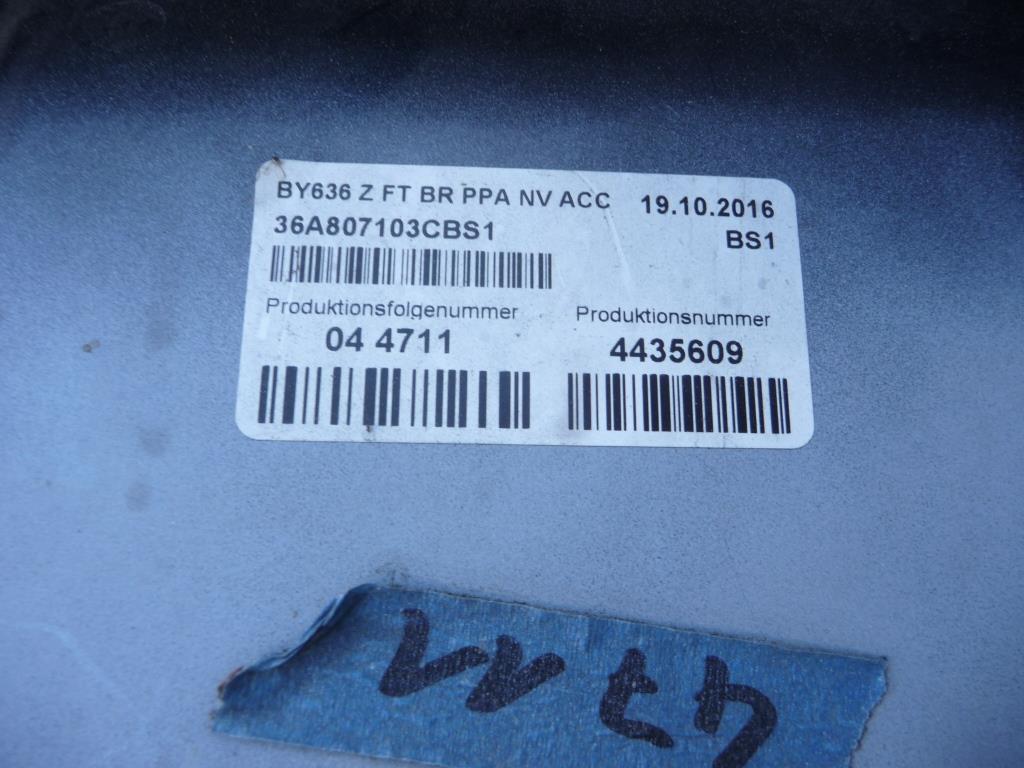 BY636 Z FT BR PPA NV ACC 19.10.2016
36A807103CBS1 BS1
Produktionsfolgenummer Produktionsnummer
04 4711 4435609